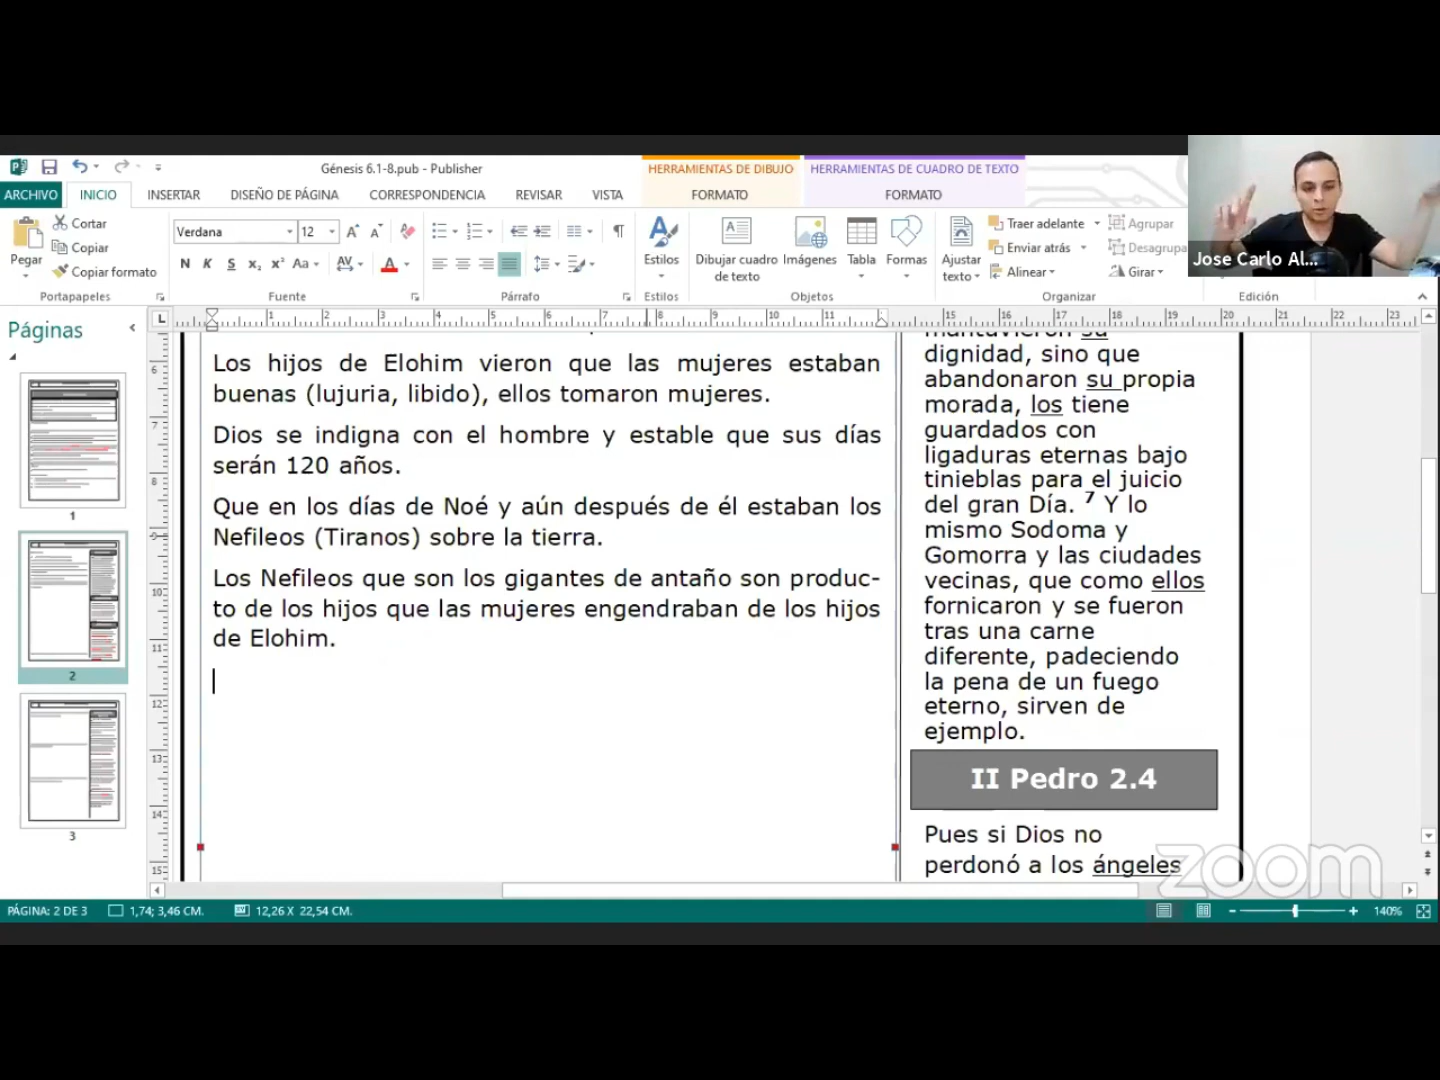 Génesis 6.1-8.pub - Publisher
HERRAMIENTAS DE DIBUJO
HERRAMIENTAS DE CUADRO DE TEXTO
ARCHIVO
INICIO
INSERTAR
DISEÑO DE PÁGINA
CORRESPONDENCIA
REVISAR
VISTA
FORMATO
FORMATO
Pegar
Cortar
Copiar
Copiar formato
Portapapeles
Verdana
12
N K S x₂ x² Aa AV A
Fuente
Párrafo
Estilos
Estilos
Dibujar cuadro
de texto
Imágenes
Tabla
Formas
Objetos
Ajustar
texto
Traer adelante
Enviar atrás
Alinear
Agrupar
Desagrupa
Girar
Organizar
Edición
Jose Carlo Al...
Páginas
1
2
3
Los hijos de Elohim vieron que las mujeres estaban
buenas (lujuria, libido), ellos tomaron mujeres.
Dios se indigna con el hombre y estable que sus días
serán 120 años.
Que en los días de Noé y aún después de él estaban los
Nefileos (Tiranos) sobre la tierra.
Los Nefileos que son los gigantes de antaño son produc-
to de los hijos que las mujeres engendraban de los hijos
de Elohim.
mantuvieron su
dignidad, sino que
abandonaron su propia
morada, los tiene
guardados con
ligaduras eternas bajo
tinieblas para el juicio
del gran Día. ⁷ Y lo
mismo Sodoma y
Gomorra y las ciudades
vecinas, que como ellos
fornicaron y se fueron
tras una carne
diferente, padeciendo
la pena de un fuego
eterno, sirven de
ejemplo.
II Pedro 2.4
Pues si Dios no
perdonó a los ángeles
zoom
PÁGINA: 2 DE 3
1,74; 3,46 CM.
12,26 X 22,54 CM.
140%